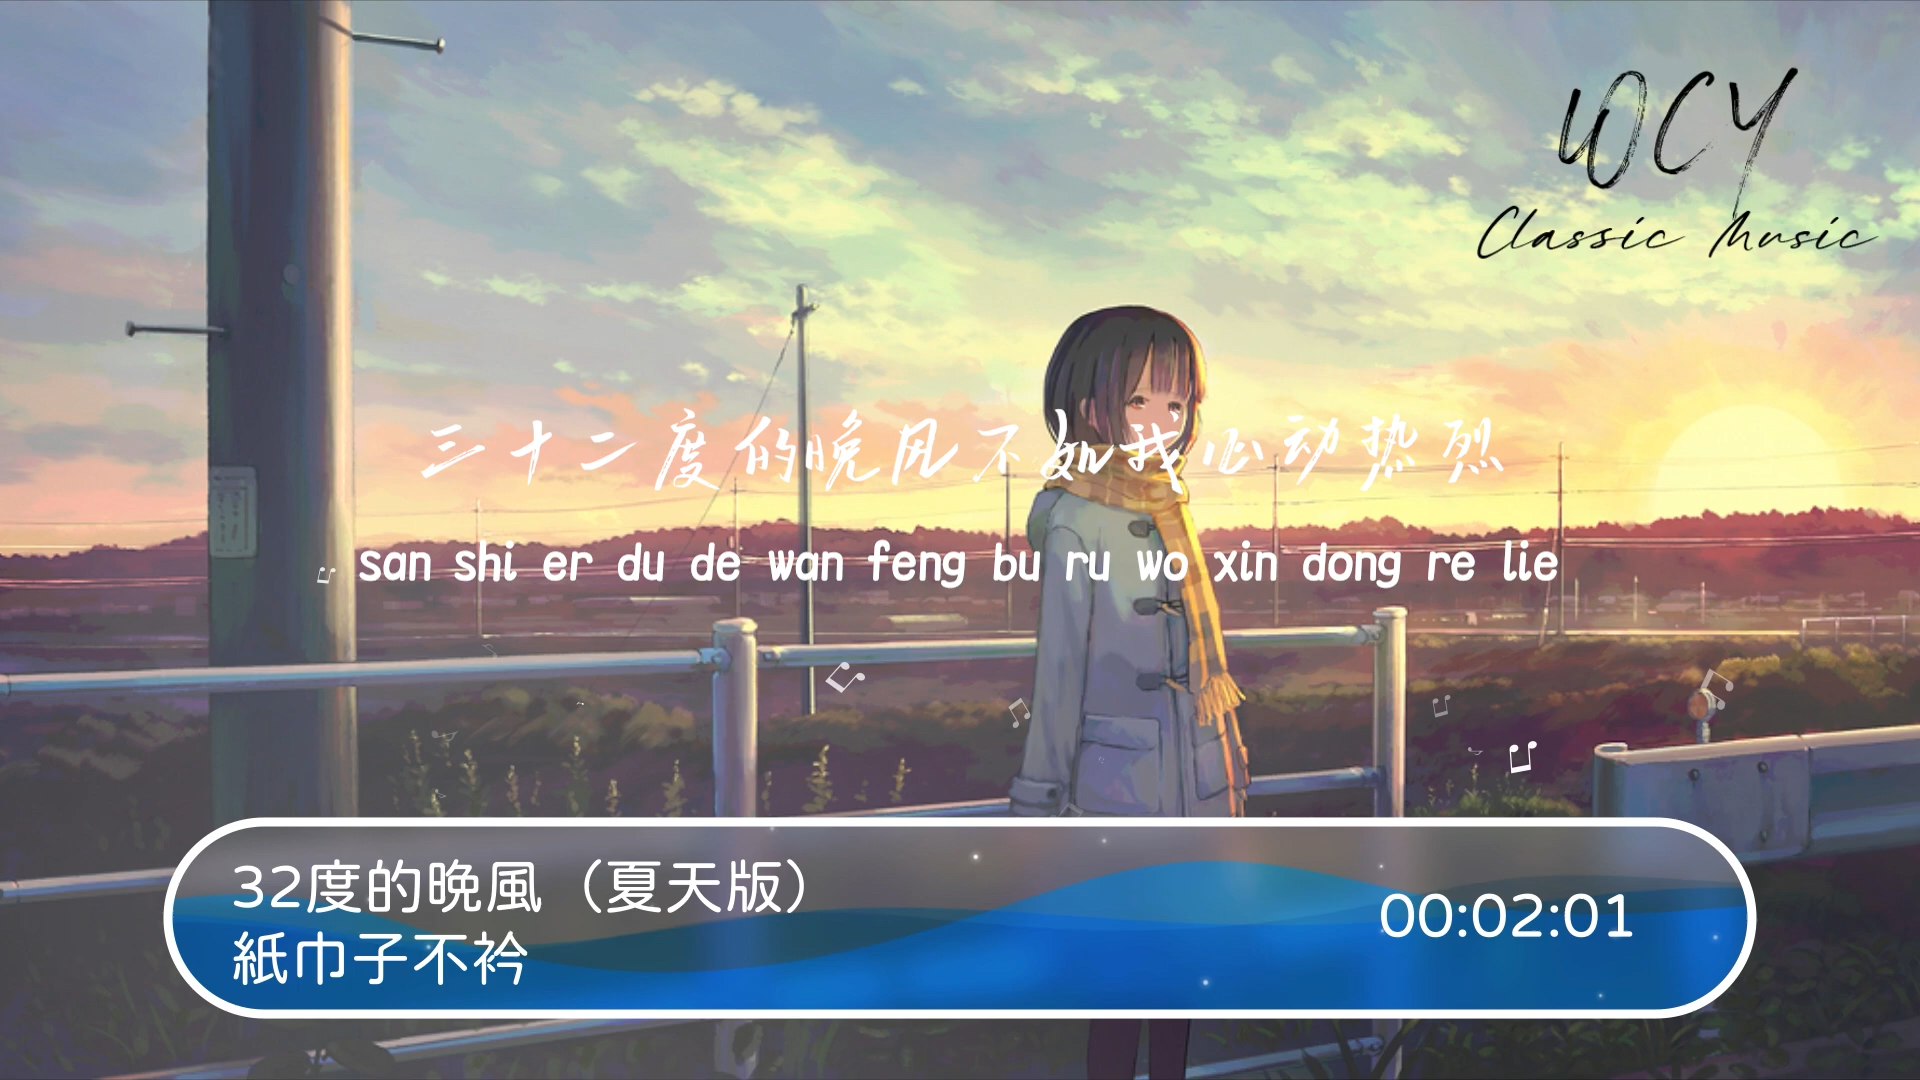 WCY
Classic Music
三十二度的晚风不如我心动热烈
san shi er du de wan feng bu ru wo xin dong re lie
32度的晚風（夏天版）
紙巾子不衿
00:02:01